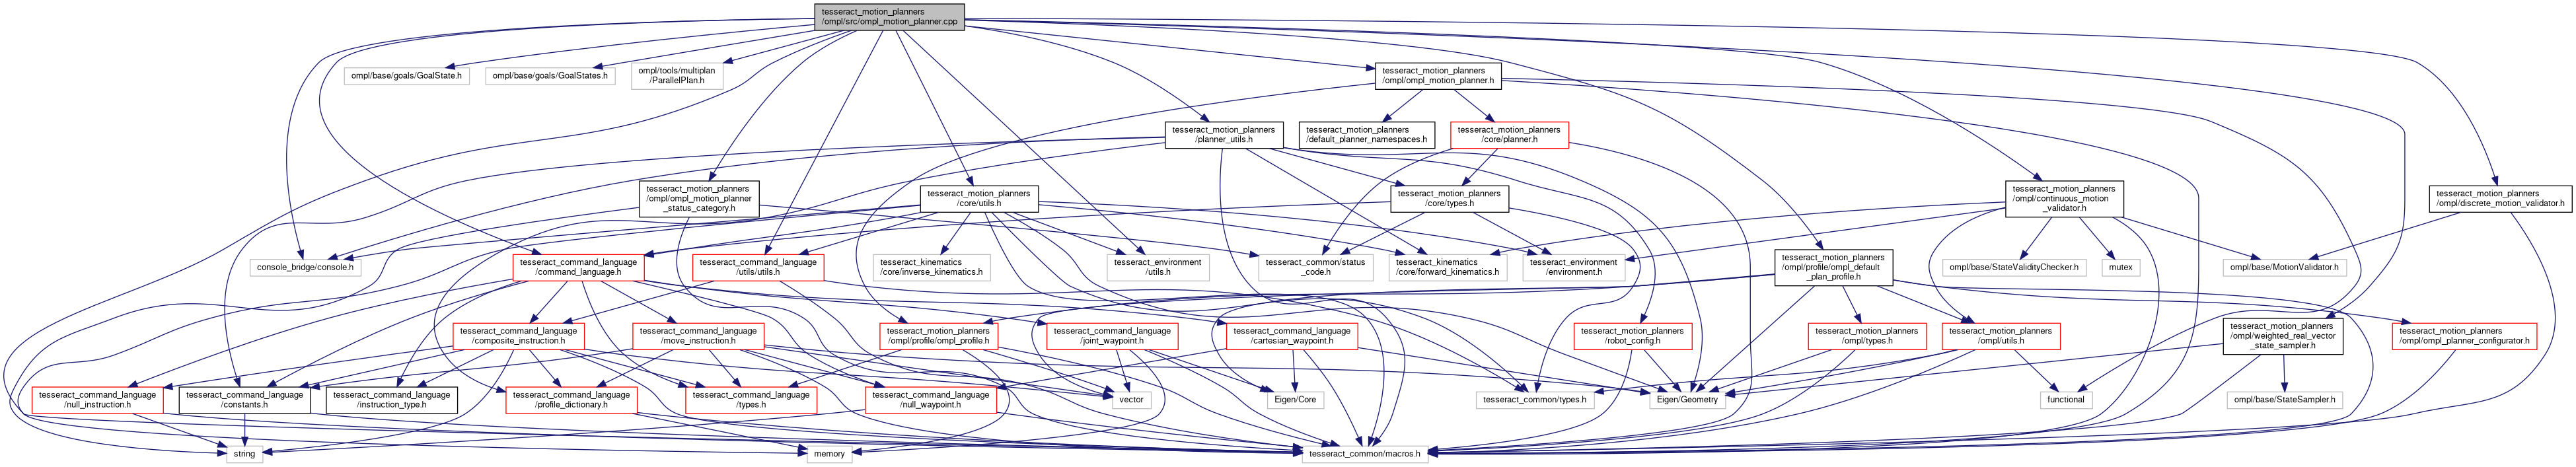 tesseract_motion_planners
/ompl/src/ompl_motion_planner.cpp
ompl/base/goals/GoalState.h
ompl/base/goals/GoalStates.h
ompl/tools/multiplan
/ParallelPlan.h
tesseract_motion_planners
/ompl/ompl_motion_planner.h
tesseract_motion_planners
/planner_utils.h
tesseract_motion_planners
/default_planner_namespaces.h
tesseract_motion_planners
/core/planner.h
tesseract_motion_planners
/ompl/ompl_motion_planner
_status_category.h
tesseract_motion_planners
/core/utils.h
tesseract_motion_planners
/core/types.h
tesseract_motion_planners
/ompl/continuous_motion
_validator.h
tesseract_motion_planners
/ompl/discrete_motion_validator.h
console_bridge/console.h
tesseract_command_language
/command_language.h
tesseract_command_language
/utils/utils.h
tesseract_kinematics
/core/inverse_kinematics.h
tesseract_environment
/utils.h
tesseract_common/status
_code.h
tesseract_kinematics
/core/forward_kinematics.h
tesseract_environment
/environment.h
tesseract_motion_planners
/ompl/profile/ompl_default
_plan_profile.h
ompl/base/StateValidityChecker.h
mutex
ompl/base/MotionValidator.h
tesseract_command_language
/composite_instruction.h
tesseract_command_language
/move_instruction.h
tesseract_motion_planners
/ompl/profile/ompl_profile.h
tesseract_command_language
/joint_waypoint.h
tesseract_command_language
/cartesian_waypoint.h
tesseract_motion_planners
/robot_config.h
tesseract_motion_planners
/ompl/types.h
tesseract_motion_planners
/ompl/utils.h
tesseract_motion_planners
/ompl/weighted_real_vector
_state_sampler.h
tesseract_motion_planners
/ompl/ompl_planner_configurator.h
tesseract_command_language
/null_instruction.h
tesseract_command_language
/constants.h
tesseract_command_language
/instruction_type.h
tesseract_command_language
/profile_dictionary.h
tesseract_command_language
/types.h
tesseract_command_language
/null_waypoint.h
vector
Eigen/Core
tesseract_common/types.h
Eigen/Geometry
functional
ompl/base/StateSampler.h
string
memory
tesseract_common/macros.h